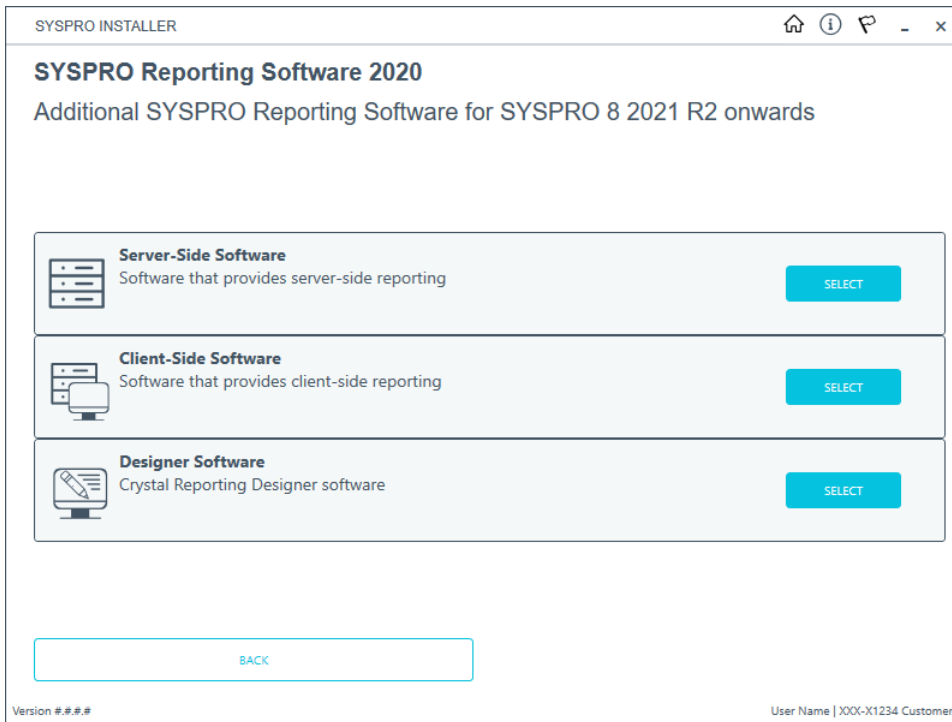 SYSPRO INSTALLER
SYSPRO Reporting Software 2020
Additional SYSPRO Reporting Software for SYSPRO 8 2021 R2 onwards
Server-Side Software
Software that provides server-side reporting
SELECT
Client-Side Software
Software that provides client-side reporting
SELECT
Designer Software
Crystal Reporting Designer software
SELECT
BACK
Version #.#.#.#
User Name | XXX-X1234 Customer